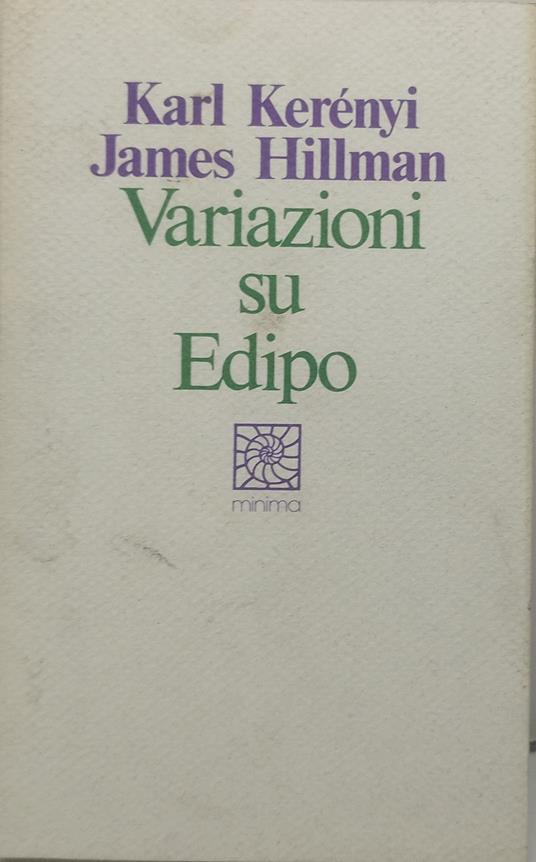 Karl Kerényi
James Hillman
Variazioni
su
Edipo
minima